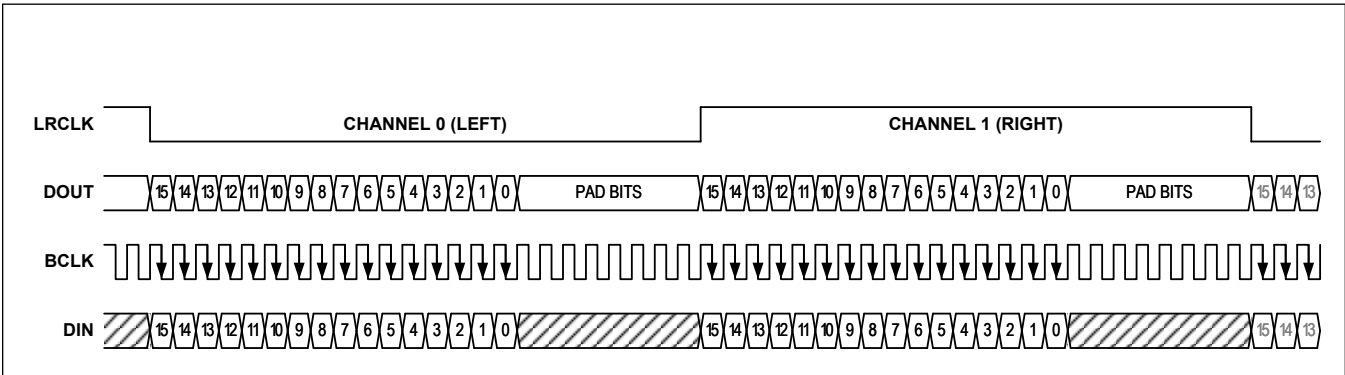 LRCLK CHANNEL 0 (LEFT) CHANNEL 1 (RIGHT)
DOUT 15 14 13 12 11 10 9 8 7 6 5 4 3 2 1 0 PAD BITS 15 14 13 12 11 10 9 8 7 6 5 4 3 2 1 0 PAD BITS 15 14 13
BCLK
DIN 15 14 13 12 11 10 9 8 7 6 5 4 3 2 1 0 15 14 13 12 11 10 9 8 7 6 5 4 3 2 1 0 15 14 13